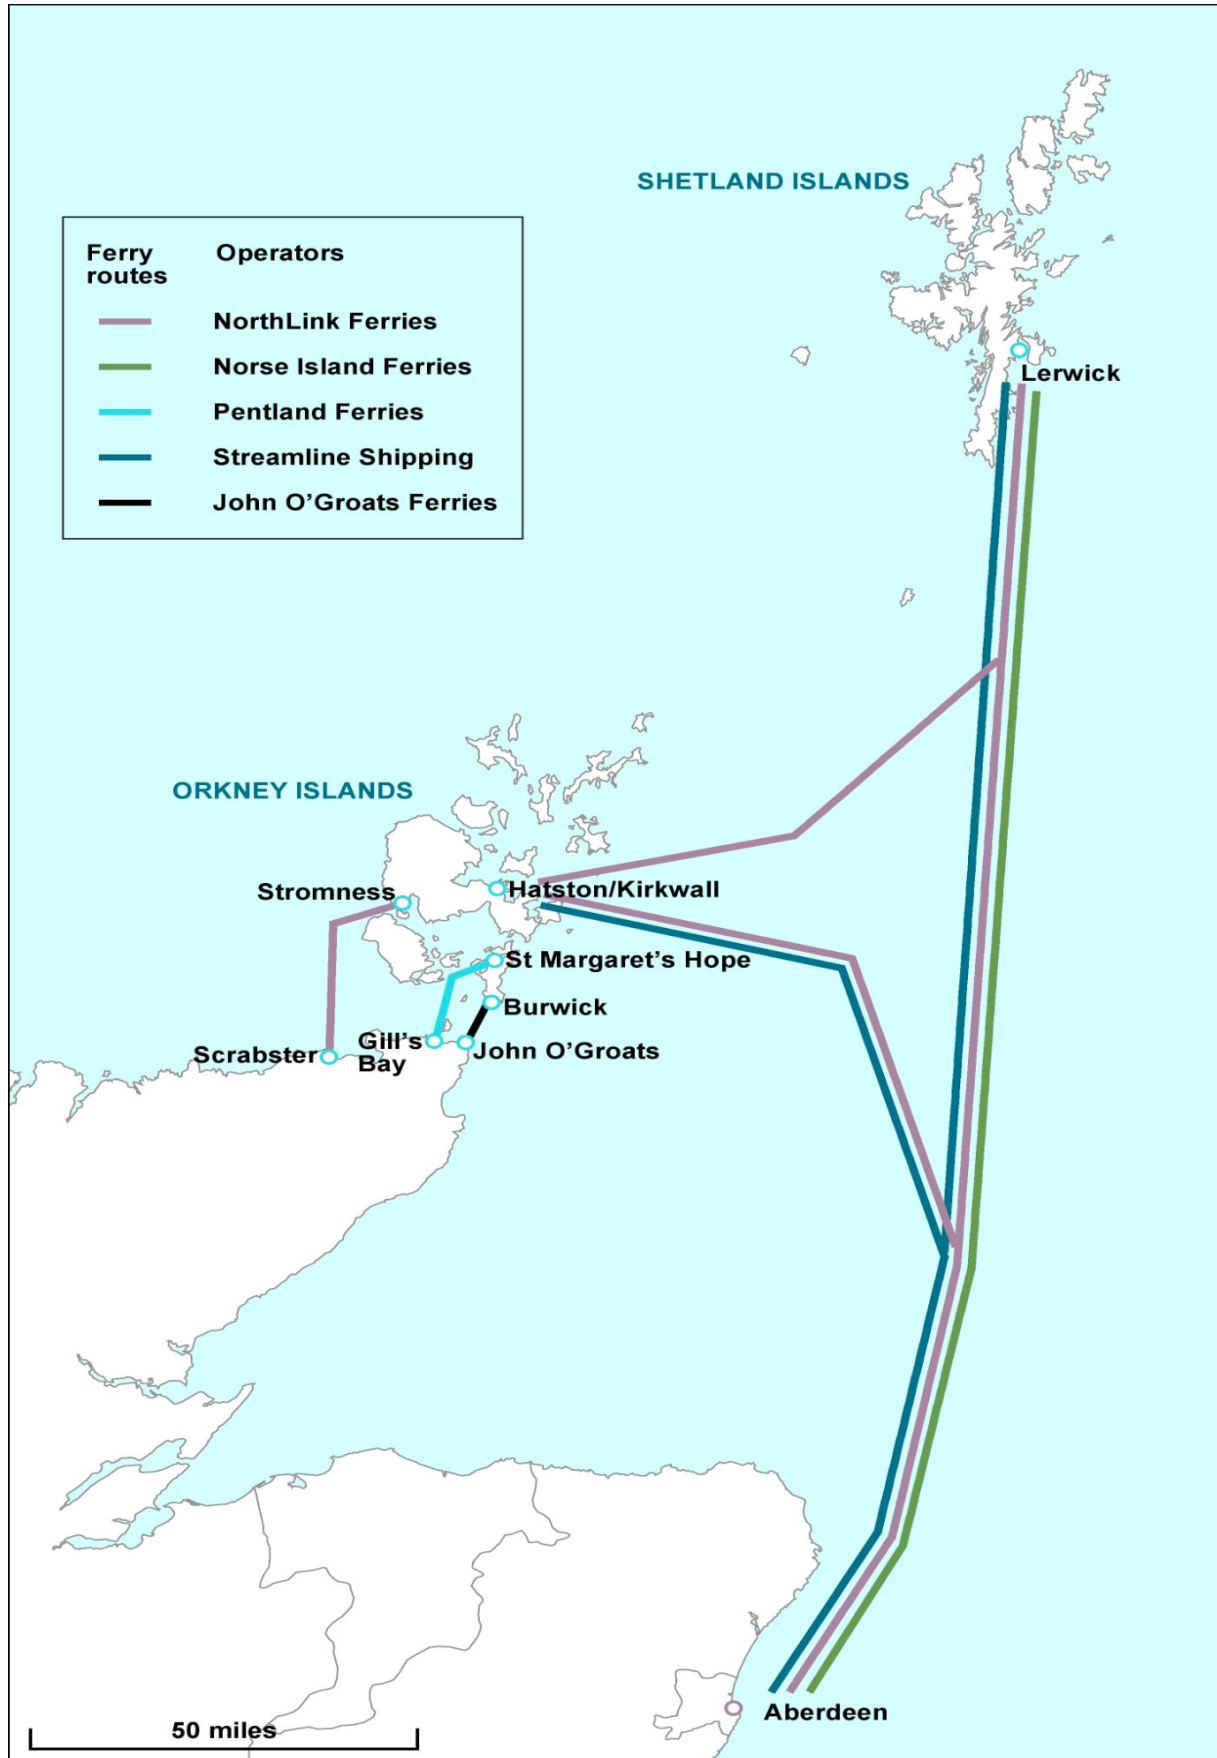 SHETLAND ISLANDS
Ferry routes
Operators
NorthLink Ferries
Norse Island Ferries
Pentland Ferries
Streamline Shipping
John O’Groats Ferries
Lerwick
ORKNEY ISLANDS
Stromness
Hatston/Kirkwall
St Margaret’s Hope
Burwick
Scrabster
Gill’s
Bay
John O’Groats
Aberdeen
50 miles